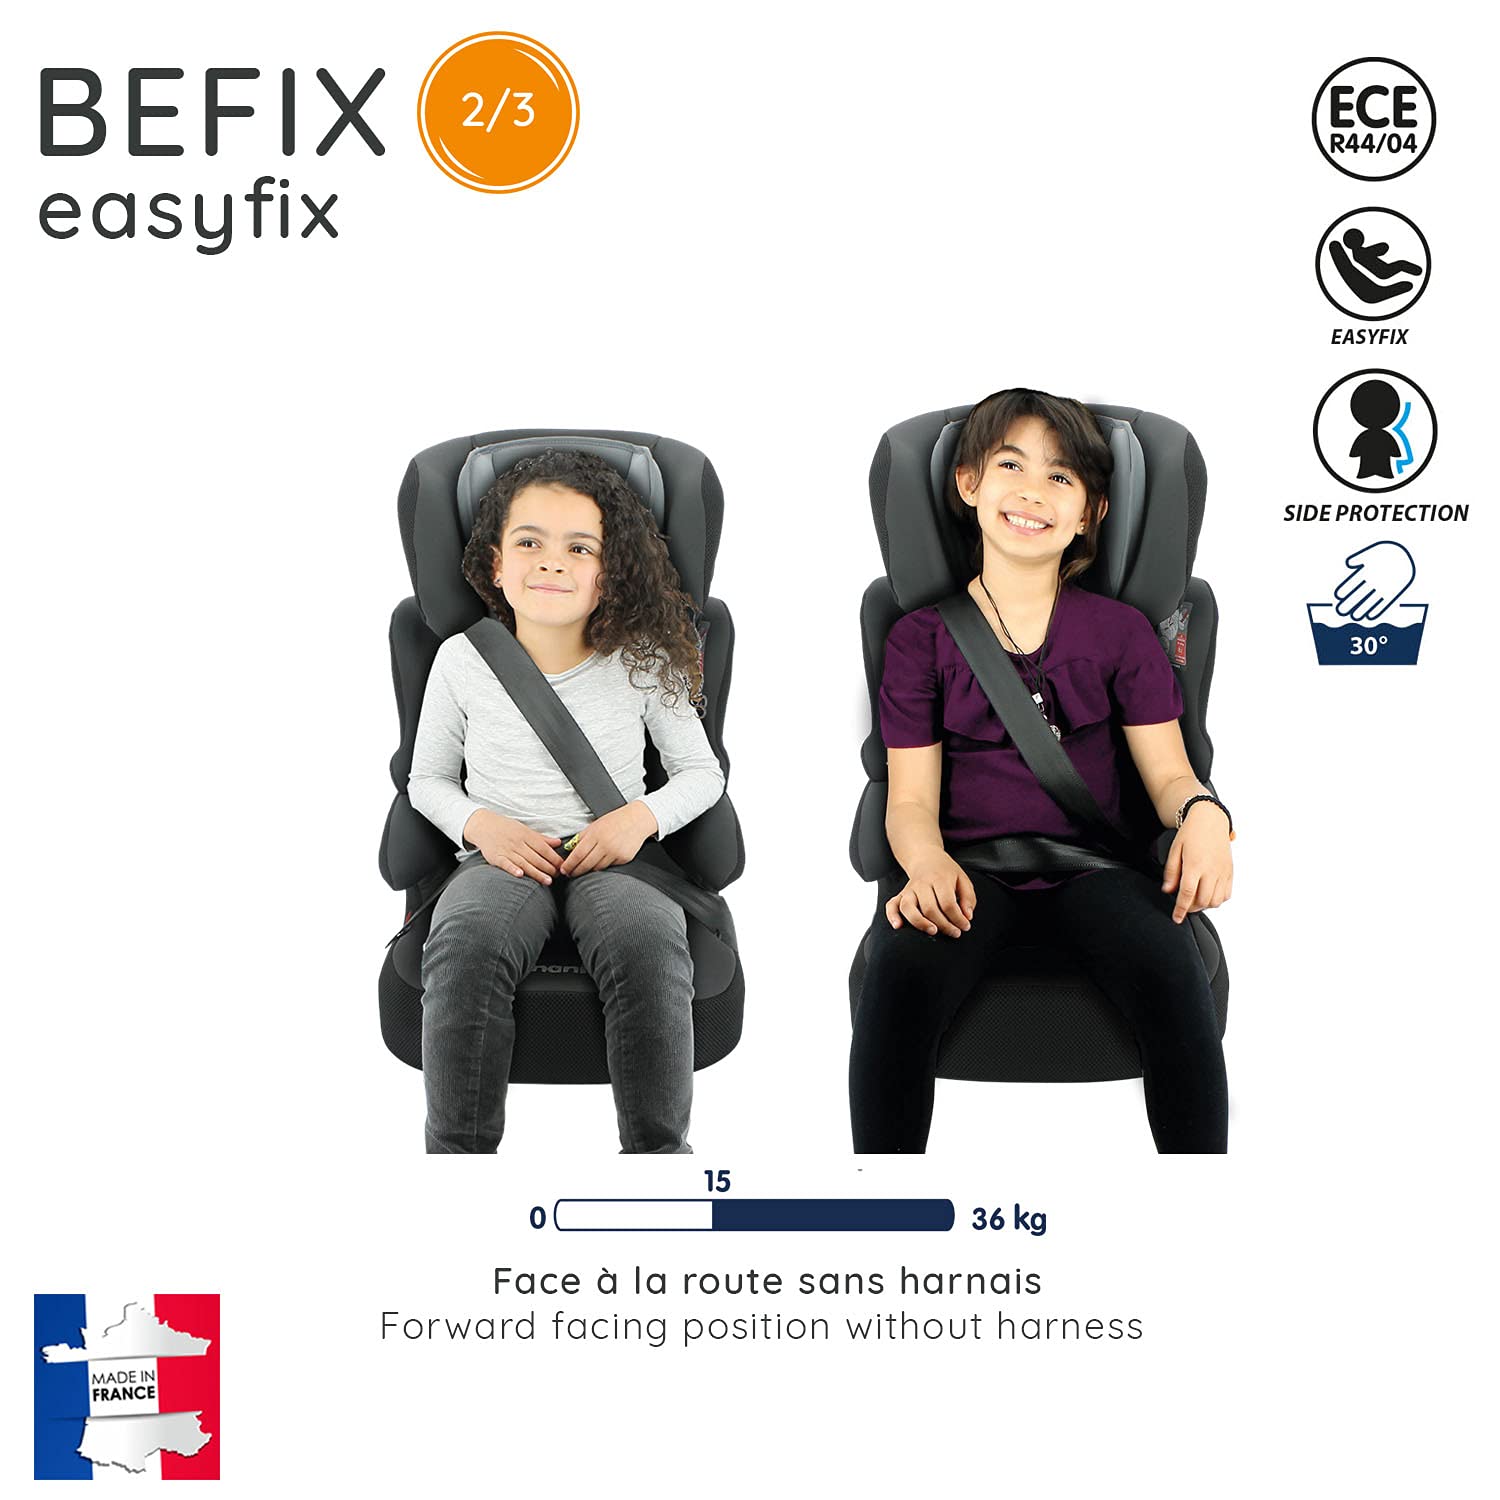 BEFIX
2/3
easyfix
ECE
R44/04
EASYFIX
SIDE PROTECTION
30°
15
0
36 kg
Face à la route sans harnais
Forward facing position without harness
MADE IN
FRANCE